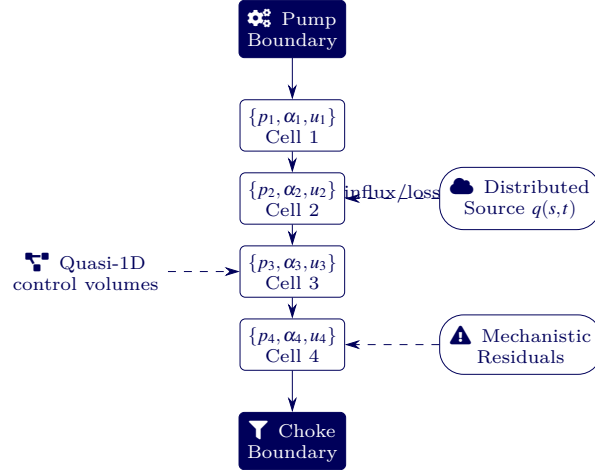 Pump
Boundary
{p₁, α₁, u₁}
Cell 1
{p₂, α₂, u₂}
Cell 2
influx/loss
Distributed
Source q(s,t)
Quasi-1D
control volumes
{p₃, α₃, u₃}
Cell 3
{p₄, α₄, u₄}
Cell 4
Mechanistic
Residuals
Choke
Boundary